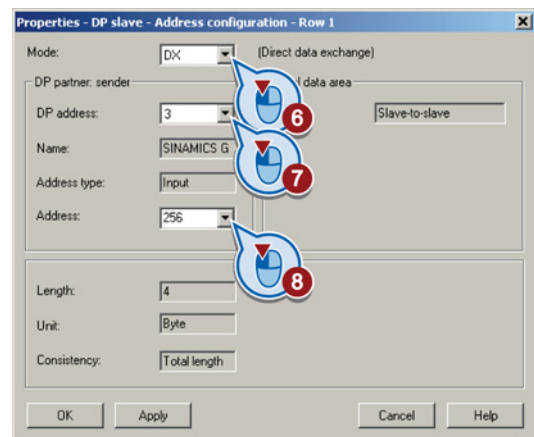 Properties - DP slave - Address configuration - Row 1
Mode: DX (Direct data exchange)
DP partner: sender
data area
DP address: 3 Slave-to-slave
6
Name: SINAMICS G
7
Address type: Input
Address: 256
8
Length: 4
Unit: Byte
Consistency: Total length
OK Apply Cancel Help